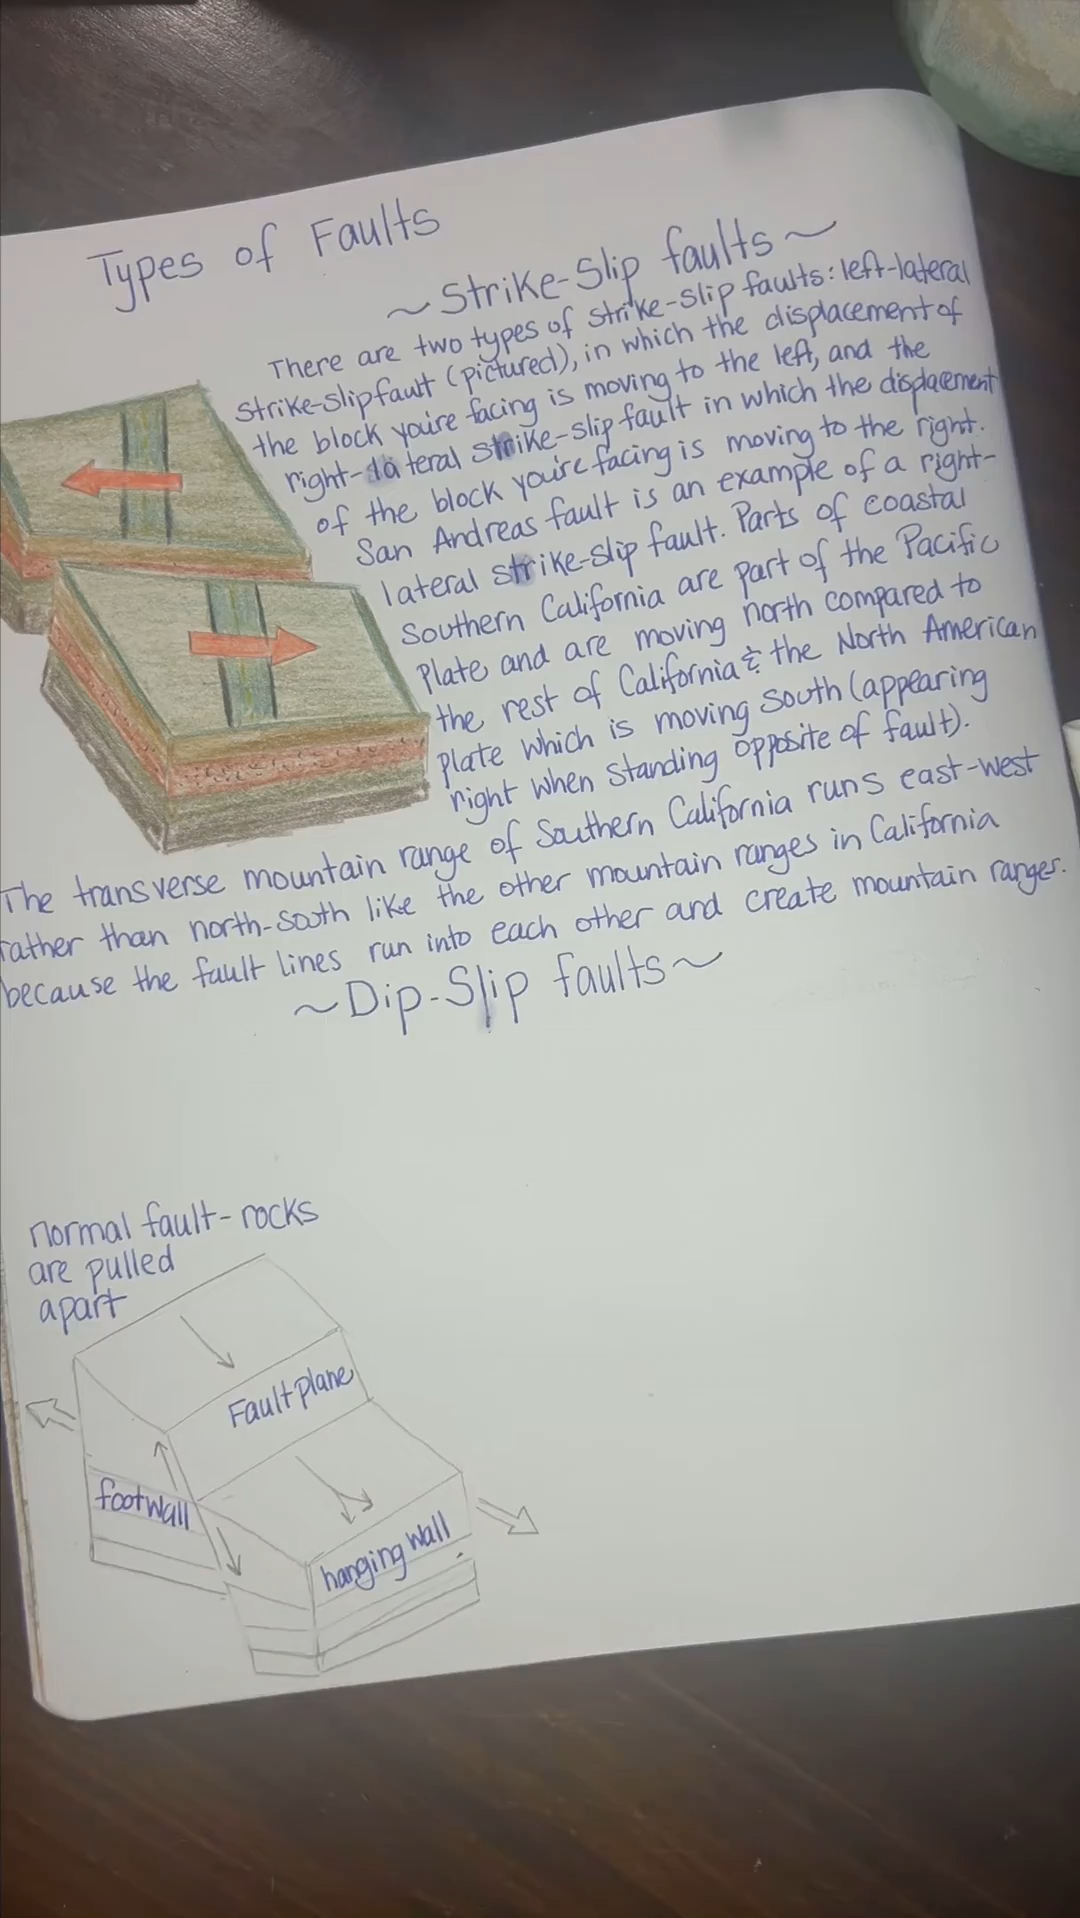 Types of Faults
~Strike-Slip faults~
There are two types of strike-slip faults: left-lateral
strike-slip fault (pictured), in which the displacement of
the block you're facing is moving to the left, and the
right-lateral strike-slip fault in which the displacement
of the block you're facing is moving to the right.
San Andreas fault is an example of a right-
lateral strike-slip fault. Parts of coastal
Southern California are part of the Pacific
Plate and are moving north compared to
the rest of California & the North American
plate which is moving south (appearing
right when standing opposite of fault).
The transverse mountain range of Southern California runs east-west
rather than north-south like the other mountain ranges in California
because the fault lines run into each other and create mountain ranges.
~Dip-Slip faults~
normal fault- rocks
are pulled
apart
Fault plane
footwall
hanging wall